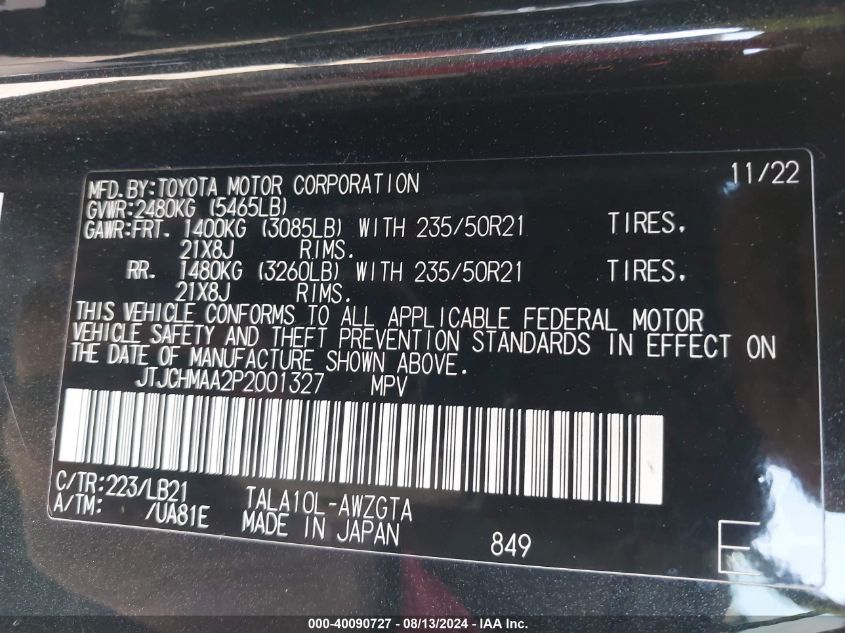 MFD. BY: TOYOTA MOTOR CORPORATION 11/22
GVWR: 2480KG (5465LB)
GAWR: FRT. 1400KG (3085LB) WITH 235/50R21 TIRES.
21X8J RIMS.
RR. 1480KG (3260LB) WITH 235/50R21 TIRES.
21X8J RIMS.
THIS VEHICLE CONFORMS TO ALL APPLICABLE FEDERAL MOTOR
VEHICLE SAFETY AND THEFT PREVENTION STANDARDS IN EFFECT ON
THE DATE OF MANUFACTURE SHOWN ABOVE.
JTJCHMAA2P2001327 MPV
C/TR: 223/LB21 TALA10L-AWZGTA
A/TM: /UA81E MADE IN JAPAN 849
E
000-40090727 - 08/13/2024 - IAA Inc.